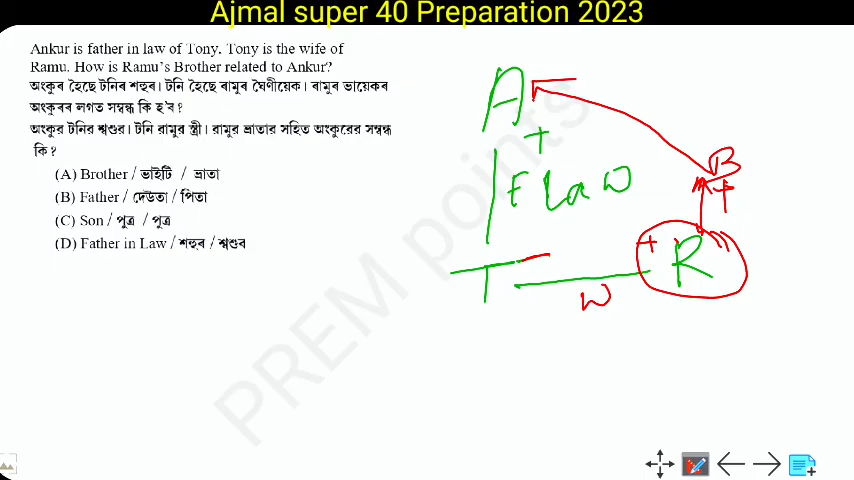 Ajmal super 40 Preparation 2023
Ankur is father in law of Tony. Tony is the wife of
Ramu. How is Ramu's Brother related to Ankur?
অংকুৰ হৈছে টনিৰ শহুৰ। টনি হৈছে ৰামুৰ ঘৈণীয়েক। ৰামুৰ ভায়েকৰ
অংকুৰৰ লগত সম্বন্ধ কি হ'ব?
অংকুর টনির শ্বশুর। টনি রামুর স্ত্রী। রামুর ভ্রাতার সহিত অংকুরের সম্বন্ধ
কি?
(A) Brother / ভাইটি / ভ্রাতা
(B) Father / দেউতা / পিতা
(C) Son / পুত্ৰ / পুত্র
(D) Father in Law / শহুৰ / শ্বশুর
A
+
F Law
B
+
+ R
T
W
PREM points